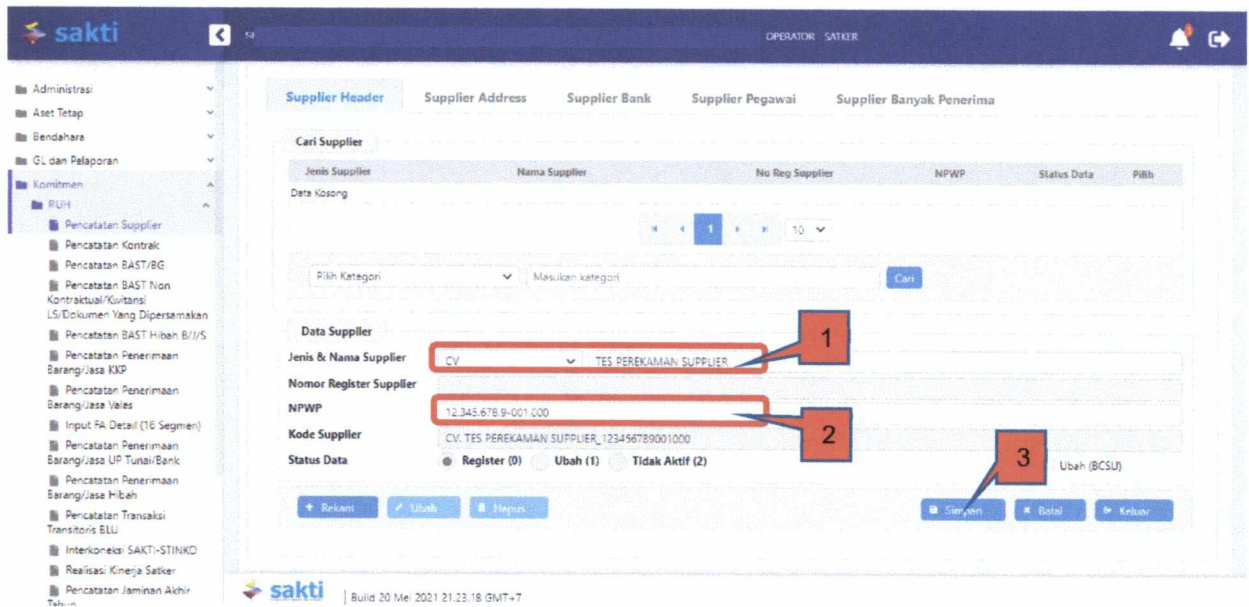 sakti
sa
OPERATOR SATKER
Administrasi
Aset Tetap
Bendahara
GL dan Pelaporan
Komitmen
RUH
Pencatatan Supplier
Pencatatan Kontrak
Pencatatan BAST/BG
Pencatatan BAST Non
Kontraktual/Kwitansi
LS/Dokumen Yang Dipersamakan
Pencatatan BAST Hibah B/J/S
Pencatatan Penerimaan
Barang/Jasa KKP
Pencatatan Penerimaan
Barang/Jasa Vales
Input FA Detail (16 Segmen)
Pencatatan Penerimaan
Barang/Jasa UP Tunai/Bank
Pencatatan Penerimaan
Barang/Jasa Hibah
Pencatatan Transaksi
Transitoris BLU
Interkoneksi SAKTI-STINKO
Realisasi Kinerja Satker
Pencatatan Jaminan Akhir
Tahun
Supplier Header Supplier Address Supplier Bank Supplier Pegawai Supplier Banyak Penerima
Cari Supplier
Jenis Supplier Nama Supplier No Reg Supplier NPWP Status Data Pilih
Data Kosong
1 10
Pilih Kategori Masukan kategori Cari
Data Supplier
1
Jenis & Nama Supplier CV TES PEREKAMAN SUPPLIER
Nomor Register Supplier
NPWP 12.345.678.9-001.000
2
Kode Supplier CV. TES PEREKAMAN SUPPLIER_123456789001000
Status Data Register (0) Ubah (1) Tidak Aktif (2) Ubah (BCSU)
3
Rekam Ubah Hapus Simpan Batal Keluar
sakti Build 20 Mei 2021 21.23.18 GMT+7